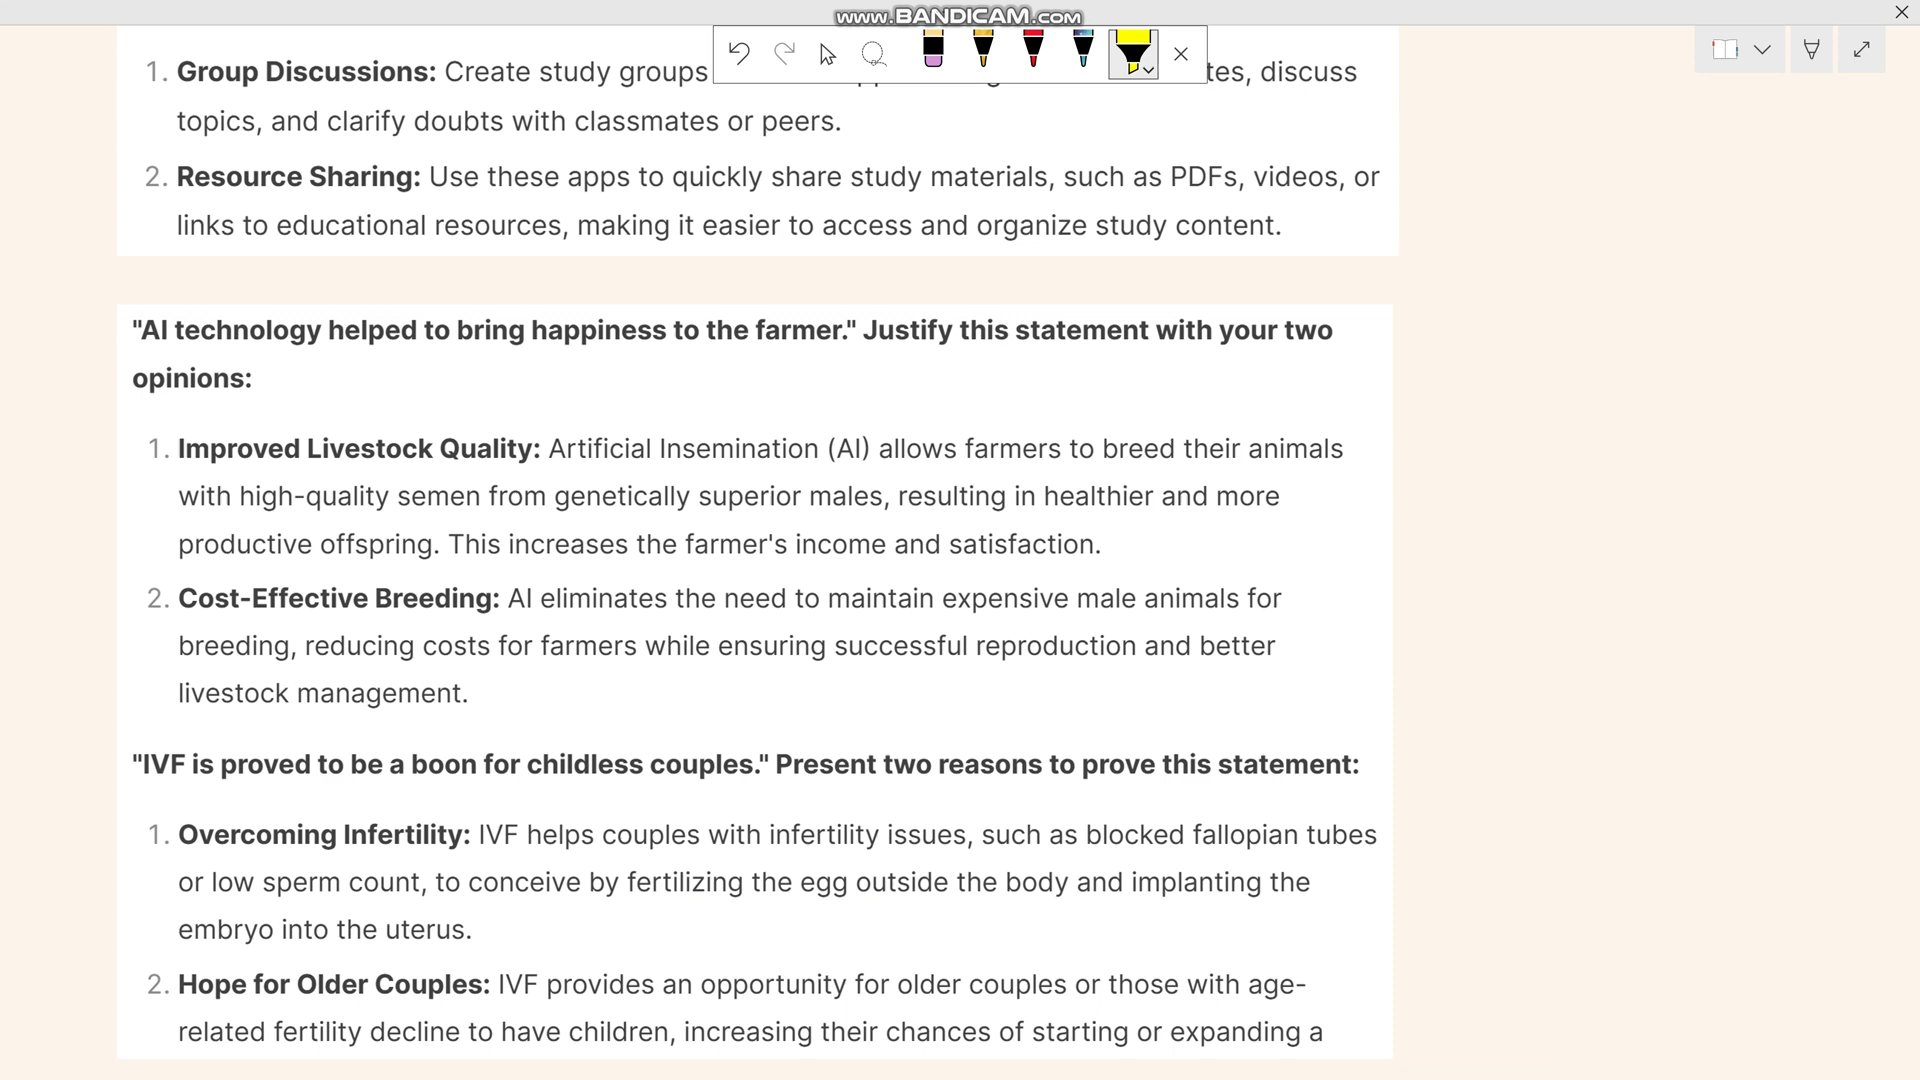 www.BANDICAM.com
1. Group Discussions: Create study groups tes, discuss
topics, and clarify doubts with classmates or peers.
2. Resource Sharing: Use these apps to quickly share study materials, such as PDFs, videos, or
links to educational resources, making it easier to access and organize study content.
"AI technology helped to bring happiness to the farmer." Justify this statement with your two
opinions:
1. Improved Livestock Quality: Artificial Insemination (AI) allows farmers to breed their animals
with high-quality semen from genetically superior males, resulting in healthier and more
productive offspring. This increases the farmer's income and satisfaction.
2. Cost-Effective Breeding: AI eliminates the need to maintain expensive male animals for
breeding, reducing costs for farmers while ensuring successful reproduction and better
livestock management.
"IVF is proved to be a boon for childless couples." Present two reasons to prove this statement:
1. Overcoming Infertility: IVF helps couples with infertility issues, such as blocked fallopian tubes
or low sperm count, to conceive by fertilizing the egg outside the body and implanting the
embryo into the uterus.
2. Hope for Older Couples: IVF provides an opportunity for older couples or those with age-
related fertility decline to have children, increasing their chances of starting or expanding a